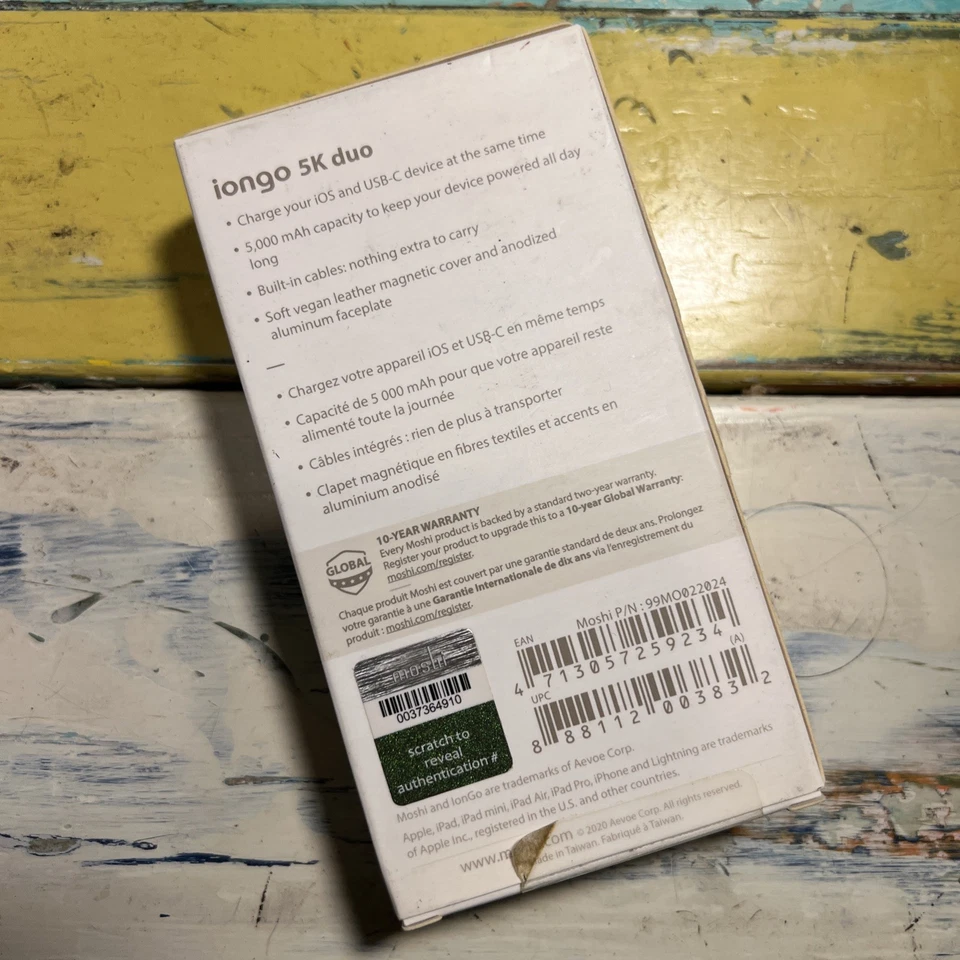 iongo 5K duo
• Charge your iOS and USB-C device at the same time
• 5,000 mAh capacity to keep your device powered all day
long
• Built-in cables: nothing extra to carry
• Soft vegan leather magnetic cover and anodized
aluminum faceplate
—
• Chargez votre appareil iOS et USB-C en même temps
• Capacité de 5 000 mAh pour que votre appareil reste
alimenté toute la journée
• Câbles intégrés : rien de plus à transporter
• Clapet magnétique en fibres textiles et accents en
aluminium anodisé
GLOBAL
10-YEAR WARRANTY
Every Moshi product is backed by a standard two-year warranty.
Register your product to upgrade this to a 10-year Global Warranty:
moshi.com/register.
Chaque produit Moshi est couvert par une garantie standard de deux ans. Prolongez
votre garantie à une Garantie Internationale de dix ans via l'enregistrement du
produit : moshi.com/register.
moshi
0037364910
scratch to
reveal
authentication #
Moshi P/N : 99MO022024
EAN
4 713057 259234
(A)
UPC
8 88112 00383 2
Moshi and IonGo are trademarks of Aevoe Corp.
Apple, iPad, iPad mini, iPad Air, iPad Pro, iPhone and Lightning are trademarks
of Apple Inc., registered in the U.S. and other countries.
.com © 2020 Aevoe Corp. All rights reserved.
in Taiwan. Fabriqué à Taiwan.